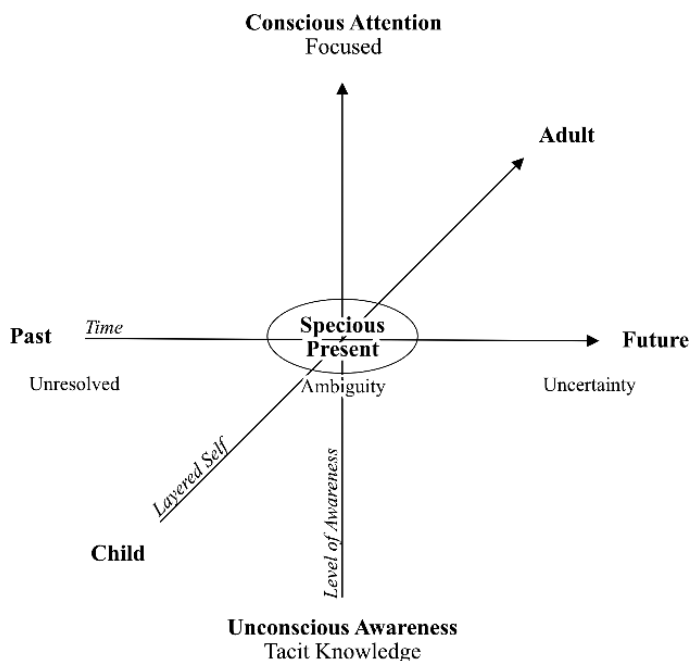 Conscious Attention
Focused
Adult
Time
Past
Specious
Present
Future
Unresolved
Ambiguity
Uncertainty
Layered Self
Level of Awareness
Child
Unconscious Awareness
Tacit Knowledge